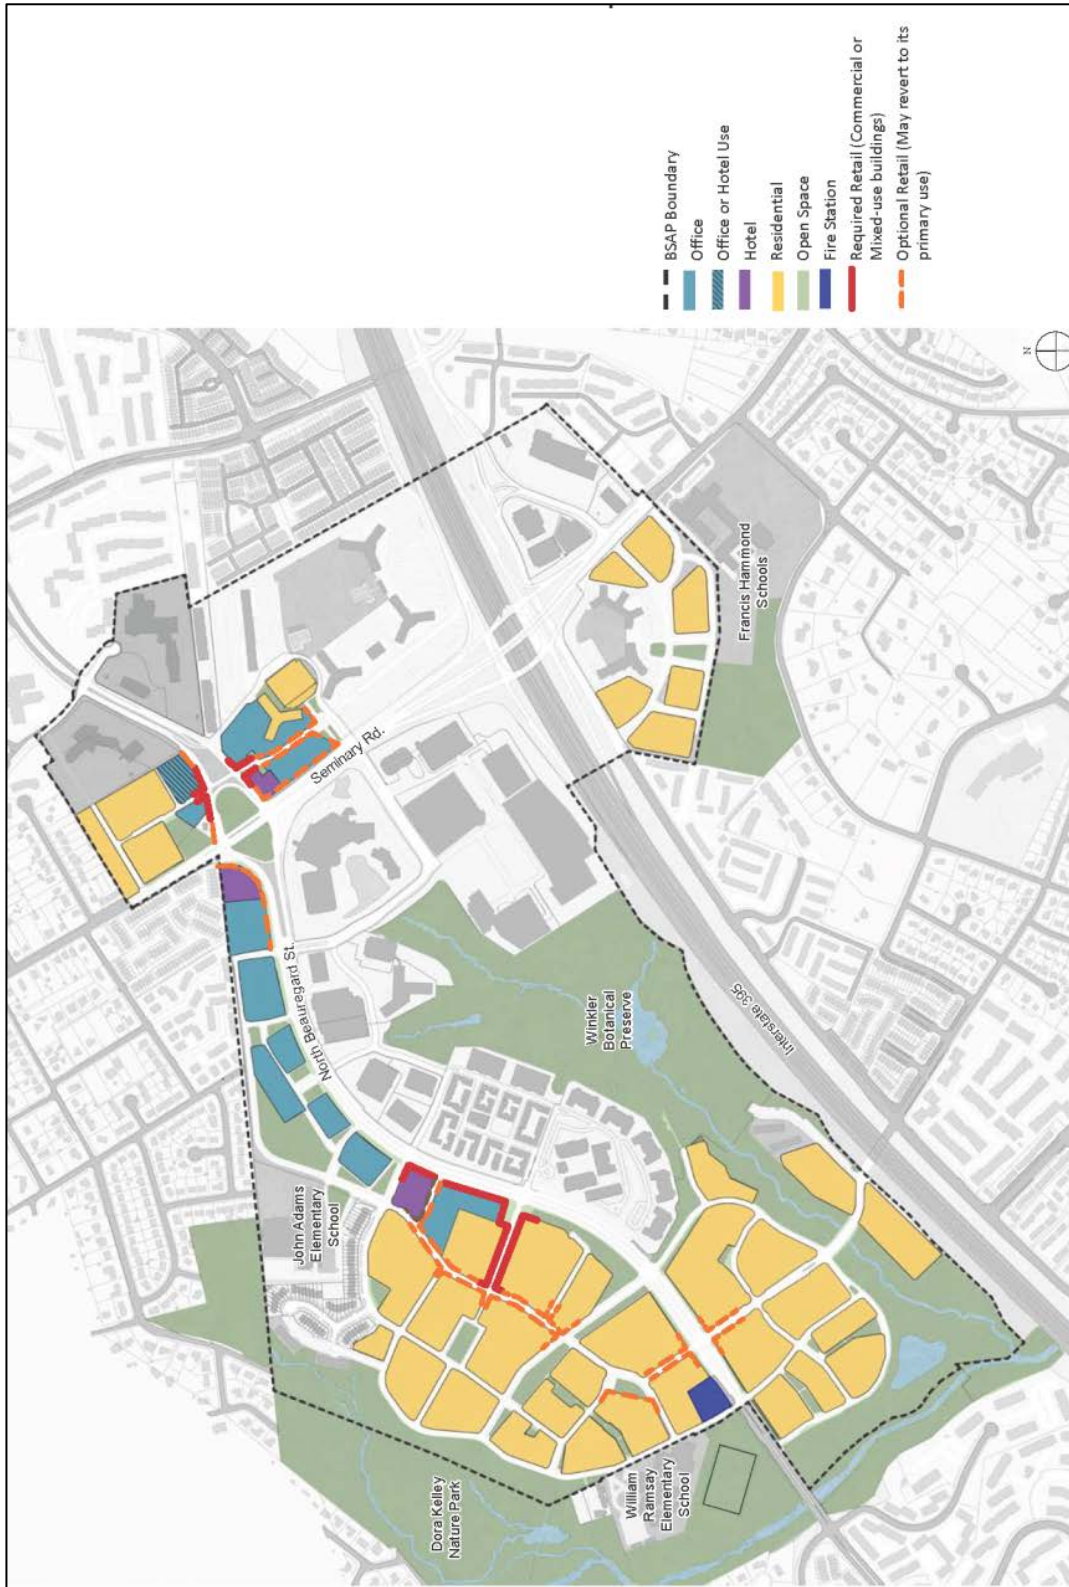 BSAP Boundary
Office
Office or Hotel Use
Hotel
Residential
Open Space
Fire Station
Required Retail (Commercial or
Mixed-use buildings)
Optional Retail (May revert to its
primary use)
N
Francis Hammond
Schools
Seminary Rd.
North Beauregard St.
Interstate 395
Winkler
Botanical
Preserve
John Adams
Elementary
School
Dora Kelley
Nature Park
William
Ramsay
Elementary
School